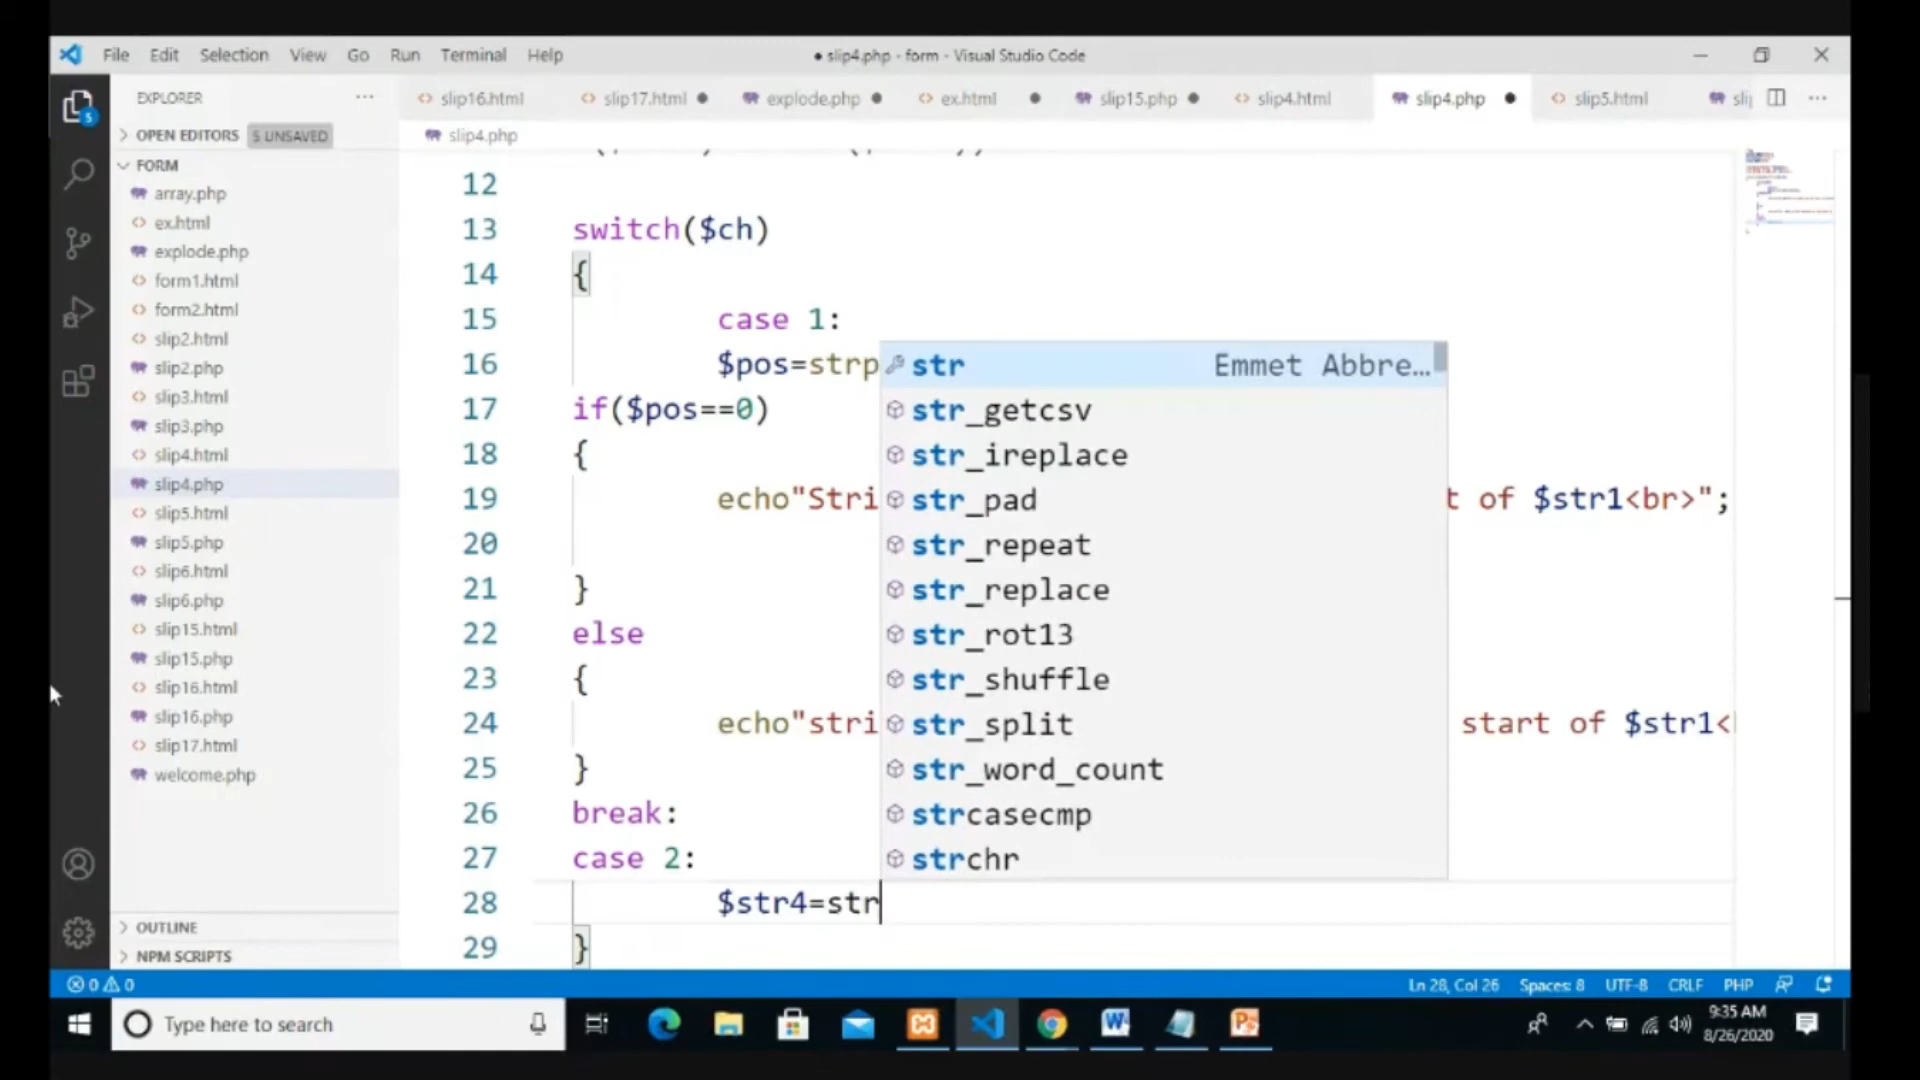 File Edit Selection View Go Run Terminal Help
● slip4.php - form - Visual Studio Code
EXPLORER ...
OPEN EDITORS 5 UNSAVED
FORM
array.php
ex.html
explode.php
form1.html
form2.html
slip2.html
slip2.php
slip3.html
slip3.php
slip4.html
slip4.php
slip5.html
slip5.php
slip6.html
slip6.php
slip15.html
slip15.php
slip16.html
slip16.php
slip17.html
welcome.php
OUTLINE
NPM SCRIPTS
5
slip16.html slip17.html ● explode.php ● ex.html ● slip15.php ● slip4.html slip4.php ● slip5.html sli ...
slip4.php
12
13 switch($ch)
14 {
15 case 1:
16 $pos=strp
17 if($pos==0)
18 {
19 echo"Stri t of $str1<br>";
20
21 }
22 else
23 {
24 echo"stri start of $str1<
25 }
26 break:
27 case 2:
28 $str4=str
29 }
str Emmet Abbre...
str_getcsv
str_ireplace
str_pad
str_repeat
str_replace
str_rot13
str_shuffle
str_split
str_word_count
strcasecmp
strchr
0 0 Ln 28, Col 26 Spaces: 8 UTF-8 CRLF PHP
Type here to search
9:35 AM
8/26/2020